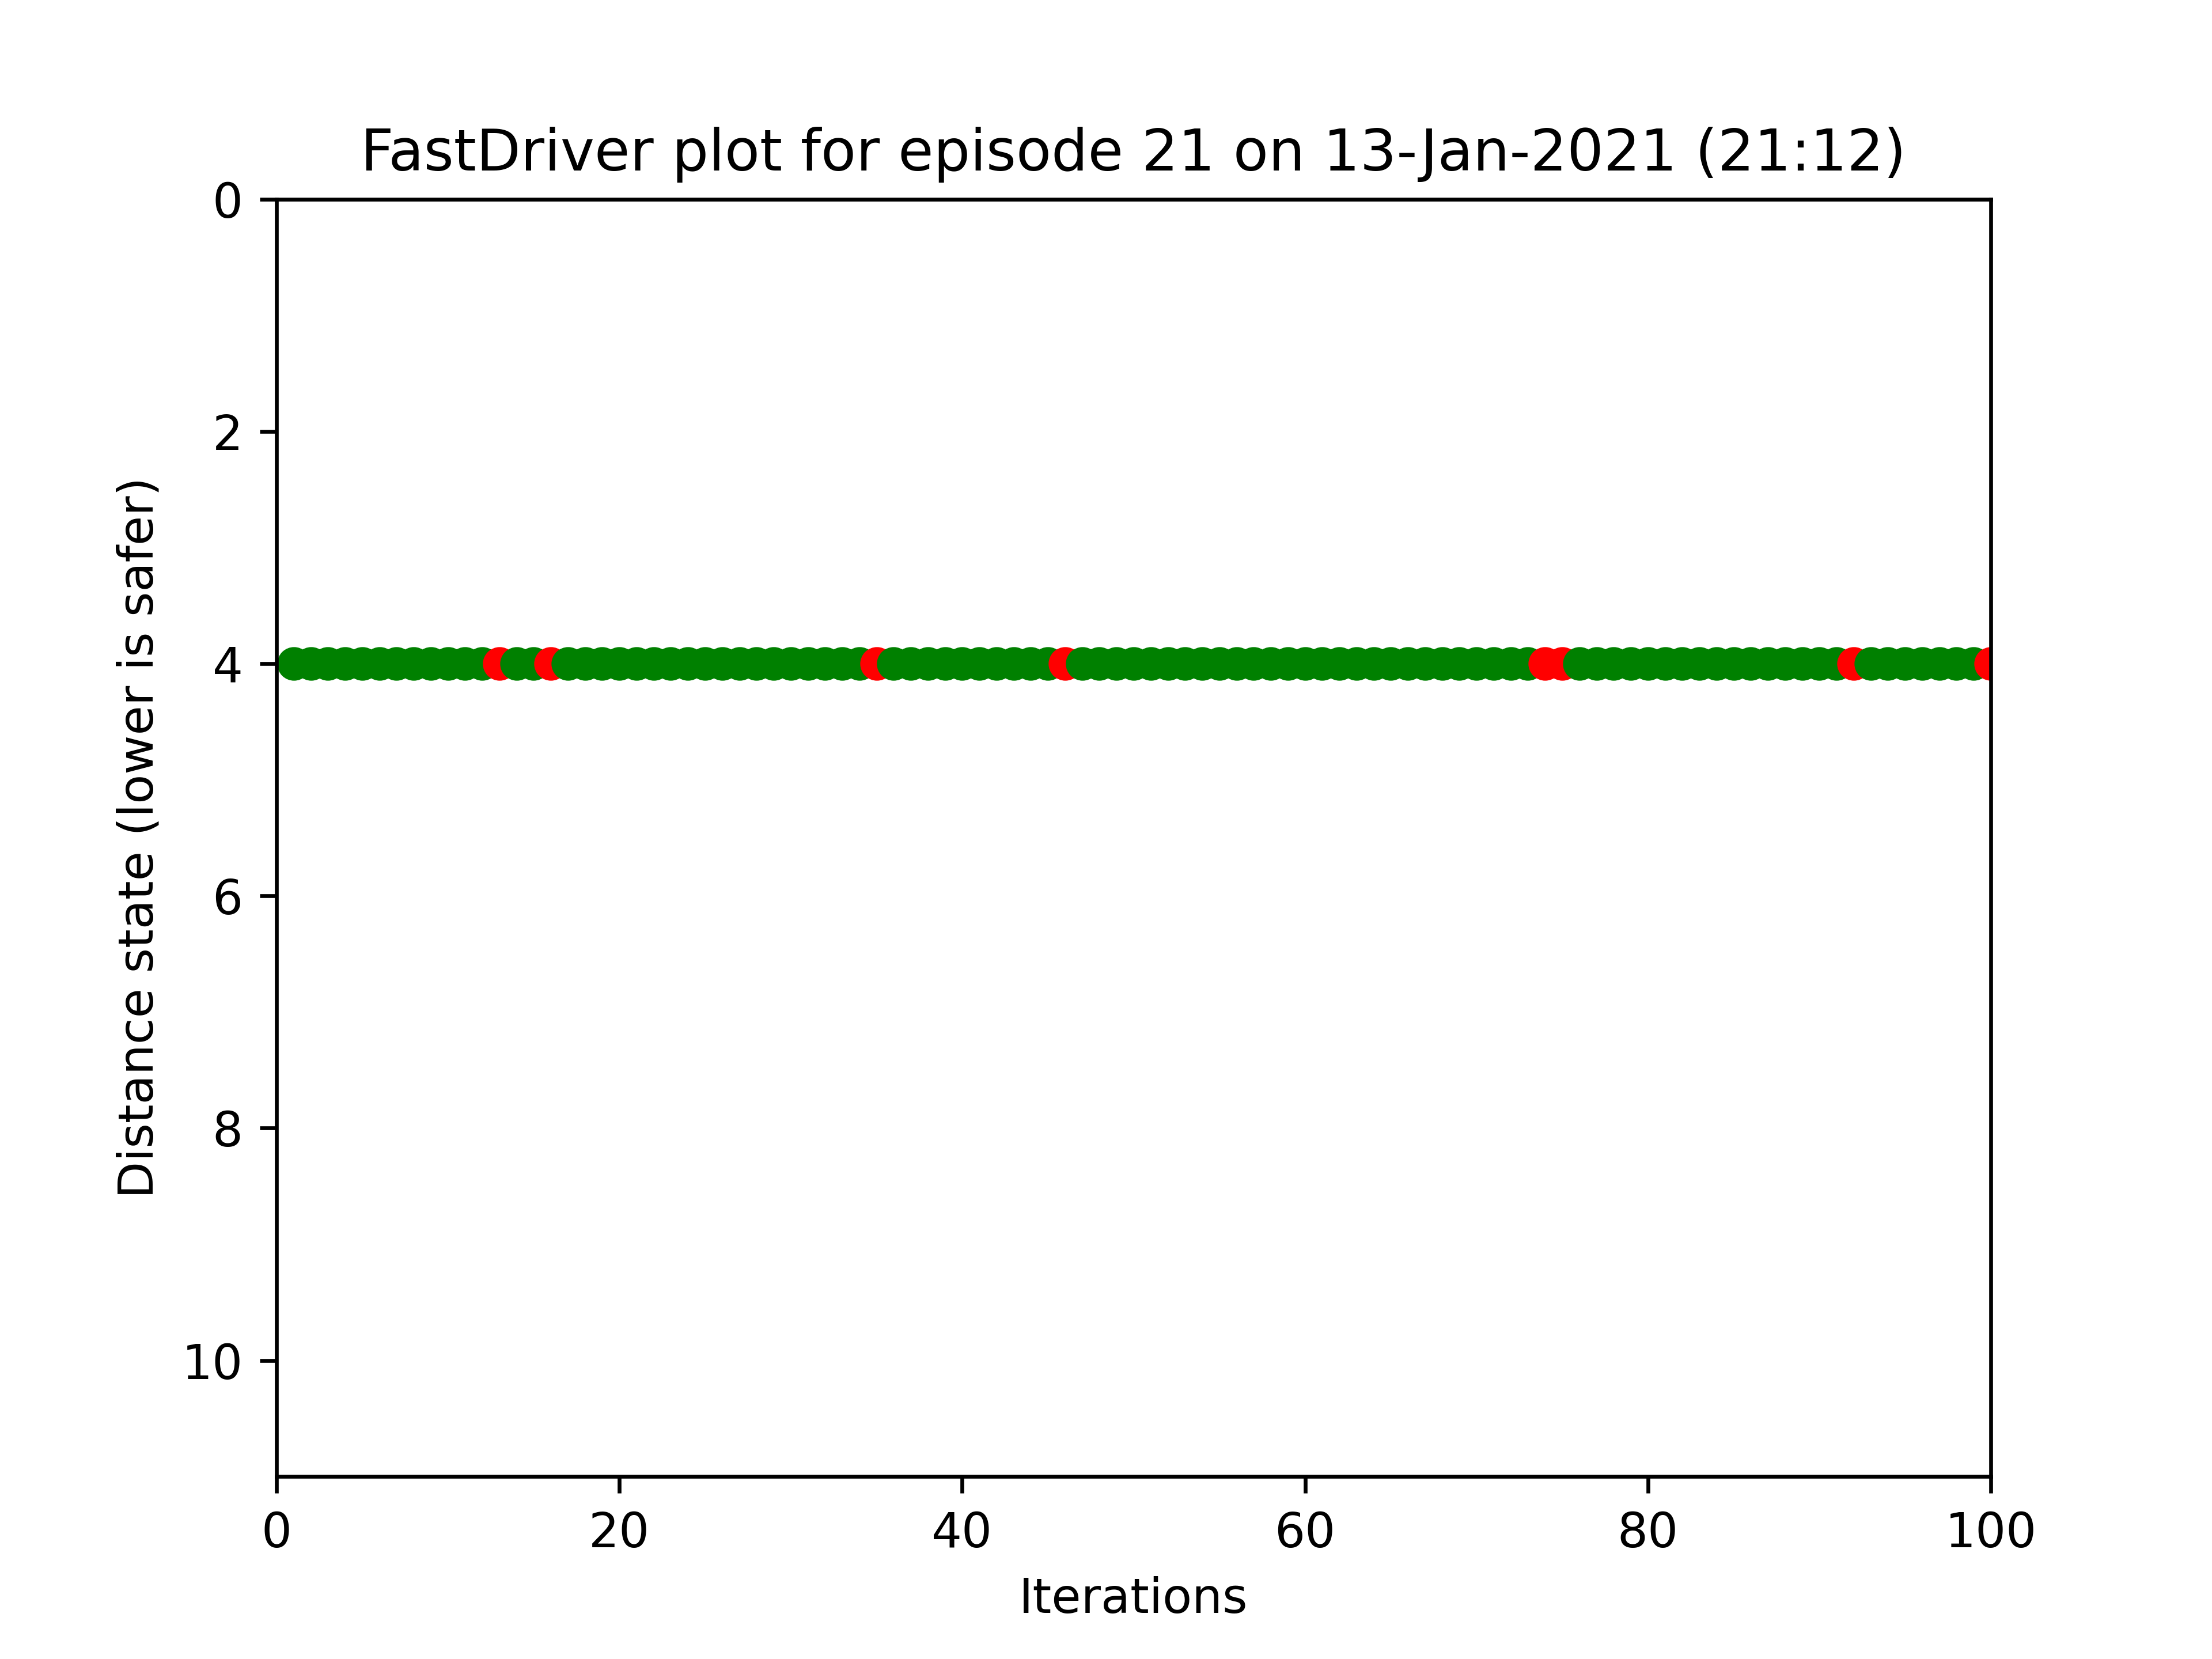 FastDriver plot for episode 21 on 13-Jan-2021 (21:12)
Distance state (lower is safer)
0
2
4
6
8
10
0 20 40 60 80 100
Iterations